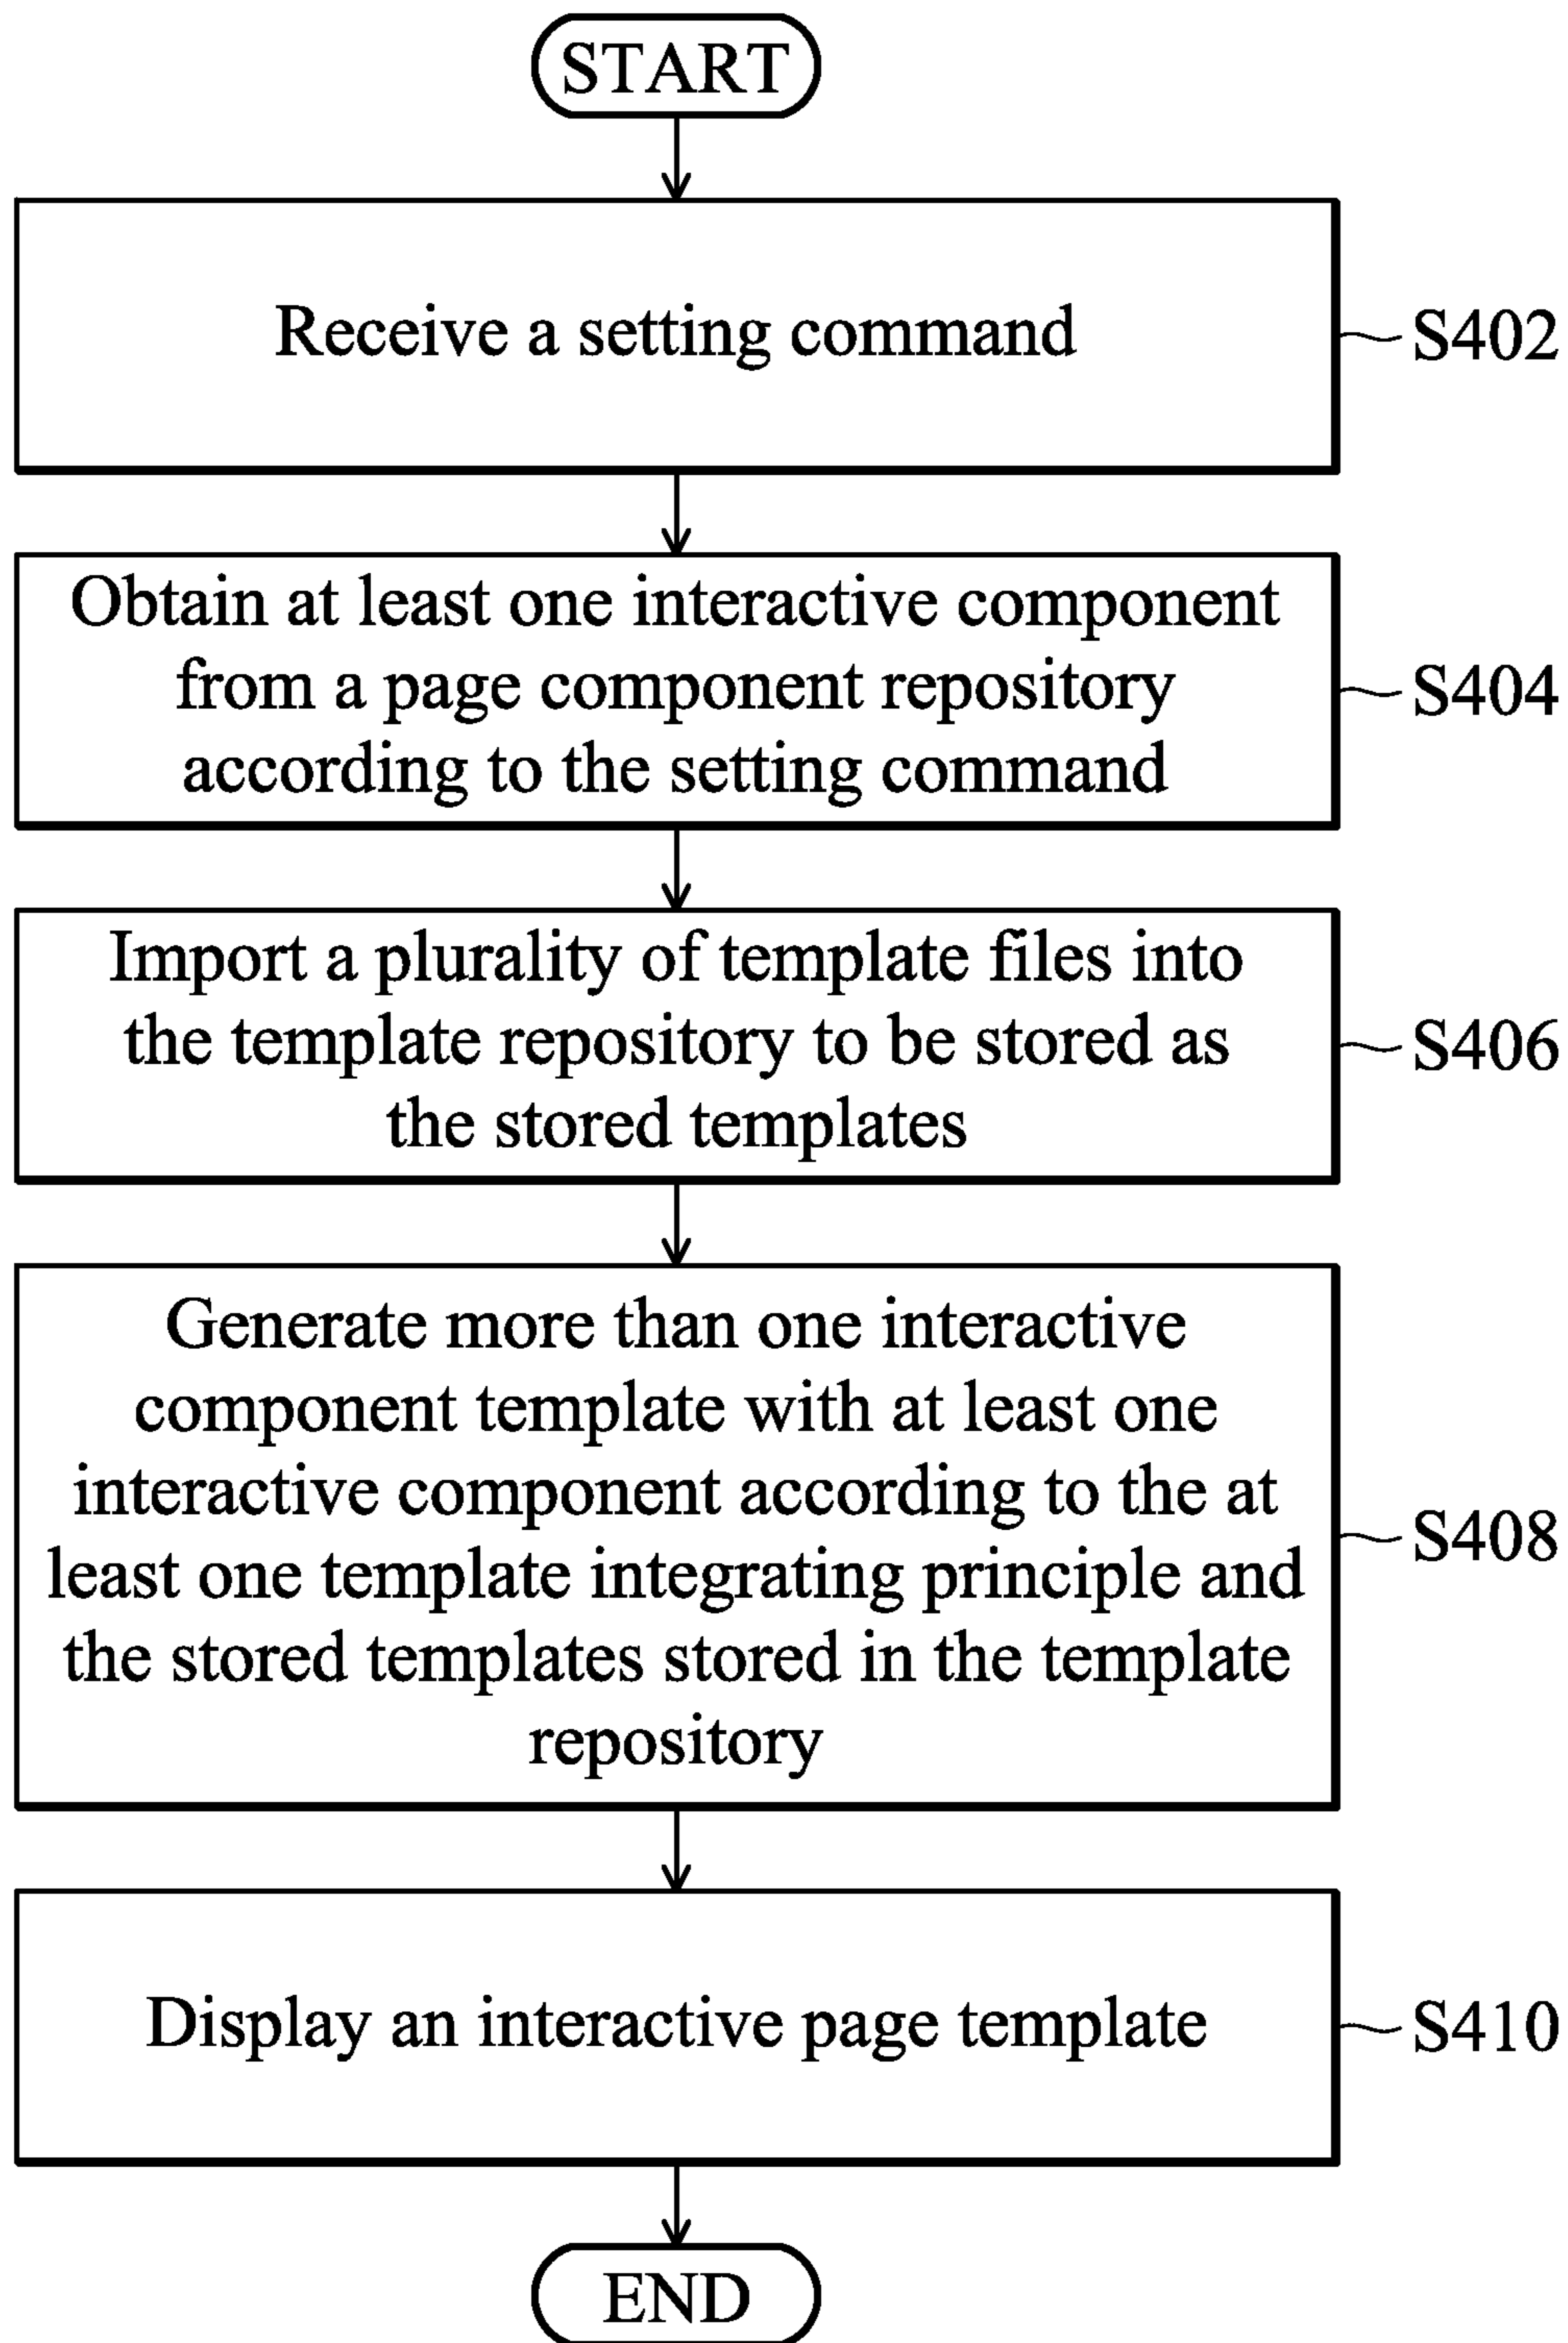 START
Receive a setting command
S402
Obtain at least one interactive component
from a page component repository
according to the setting command
S404
Import a plurality of template files into
the template repository to be stored as
the stored templates
S406
Generate more than one interactive
component template with at least one
interactive component according to the at
least one template integrating principle and
the stored templates stored in the template
repository
S408
Display an interactive page template
S410
END